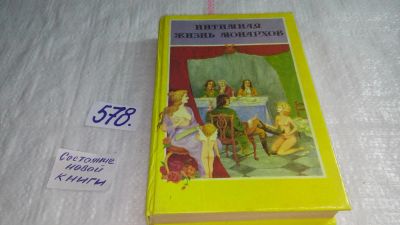 ИНТИМНАЯ
ЖИЗНЬ МОНАРХОВ
578.
Состояние
новой
книги